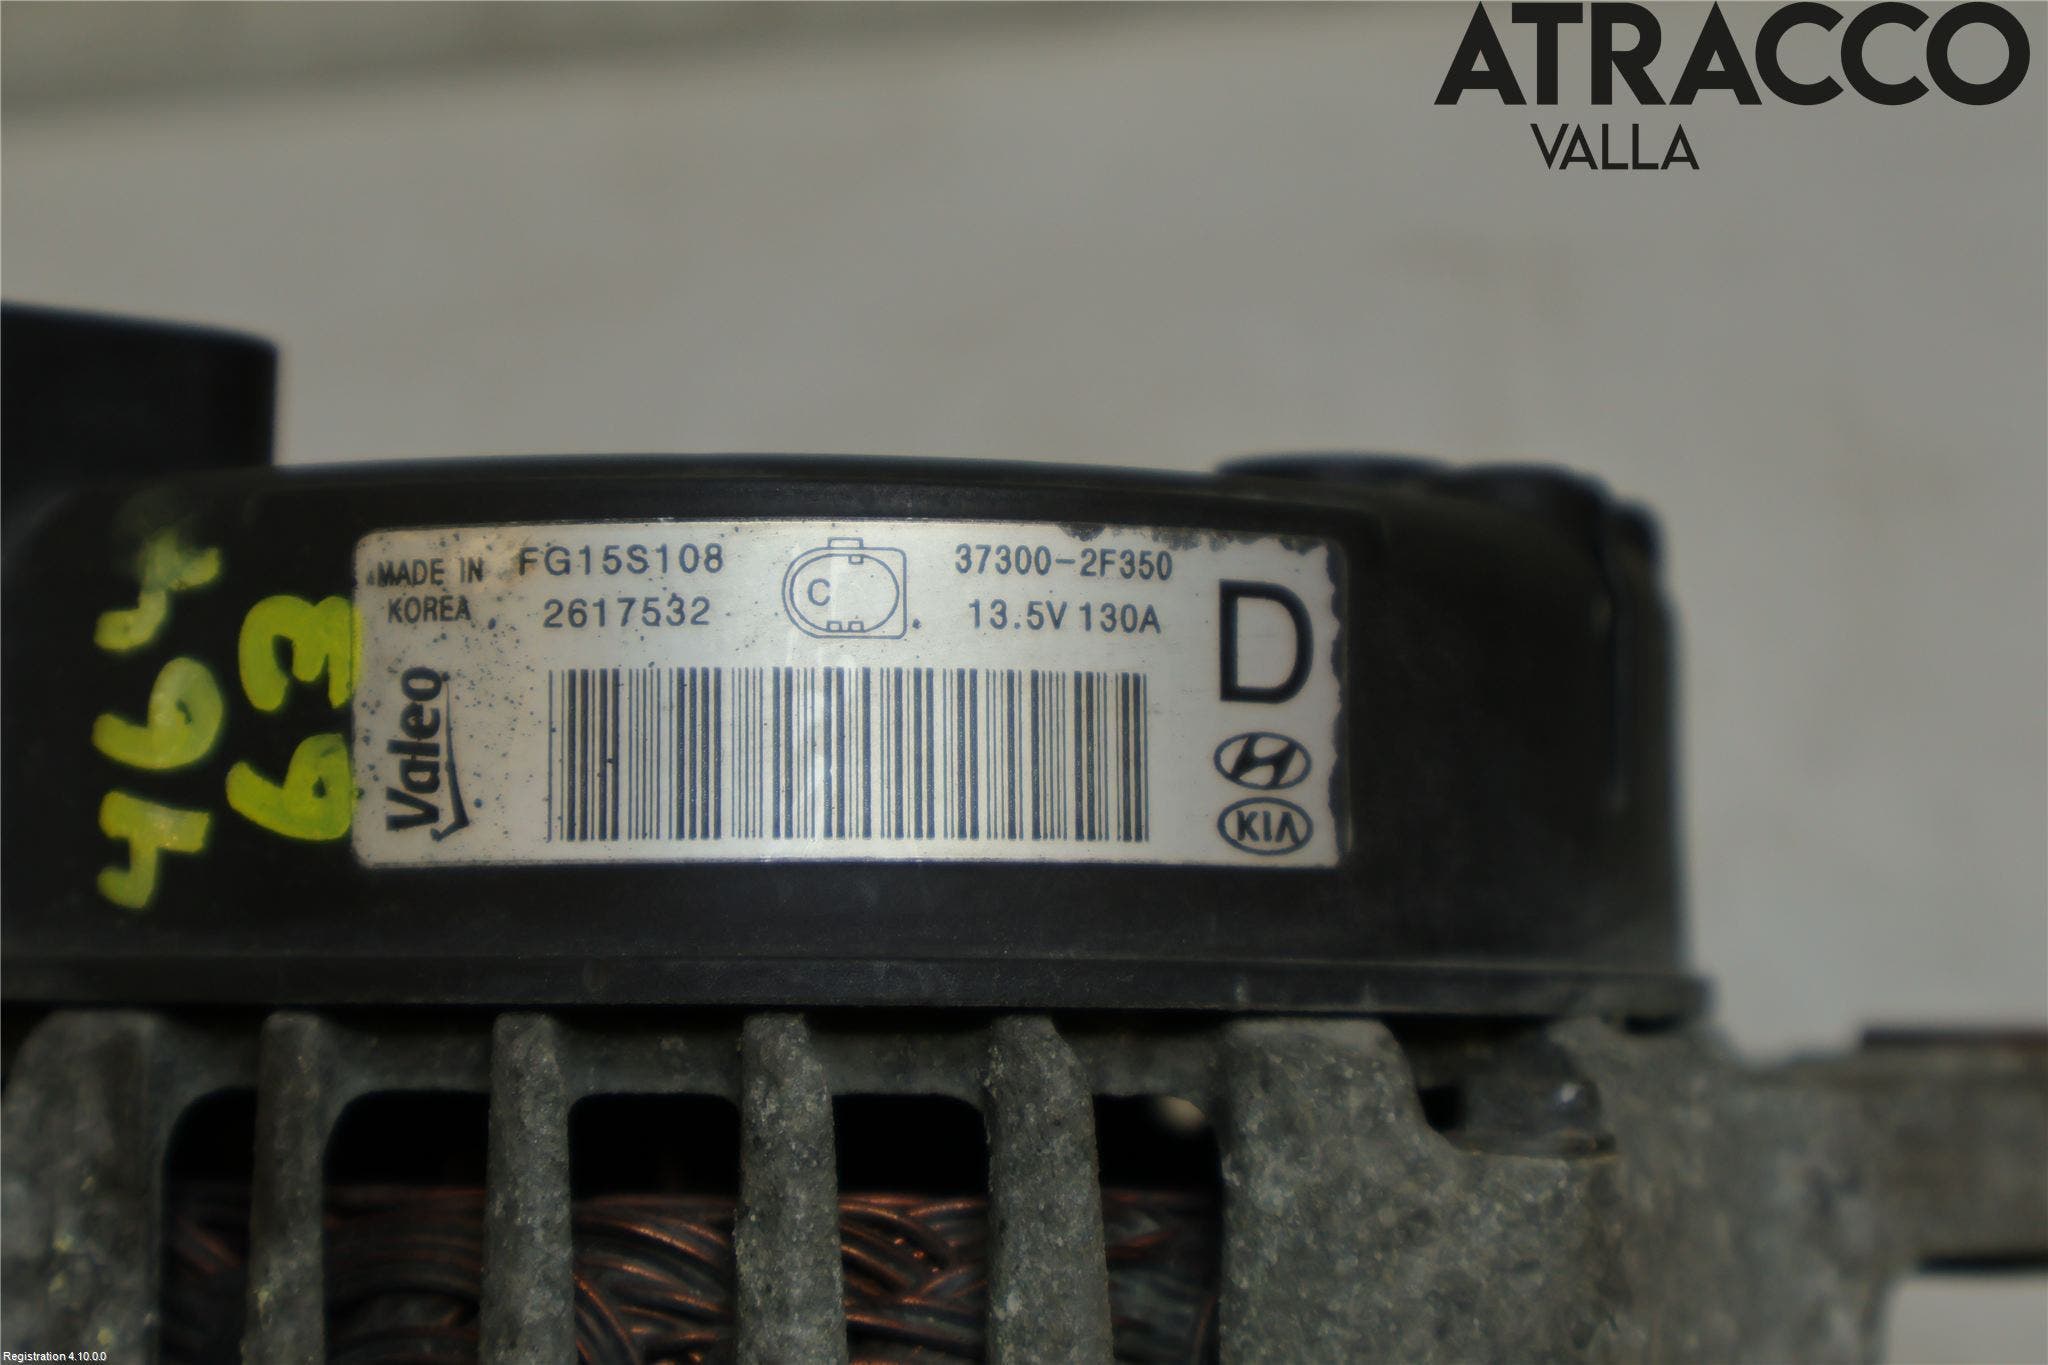 ATRACCO
VALLA
MADE IN
KOREA
FG15S108
2617532
C
37300-2F350
13.5V 130A
D
Valeo
KIA
63
Registration 4.10.0.0